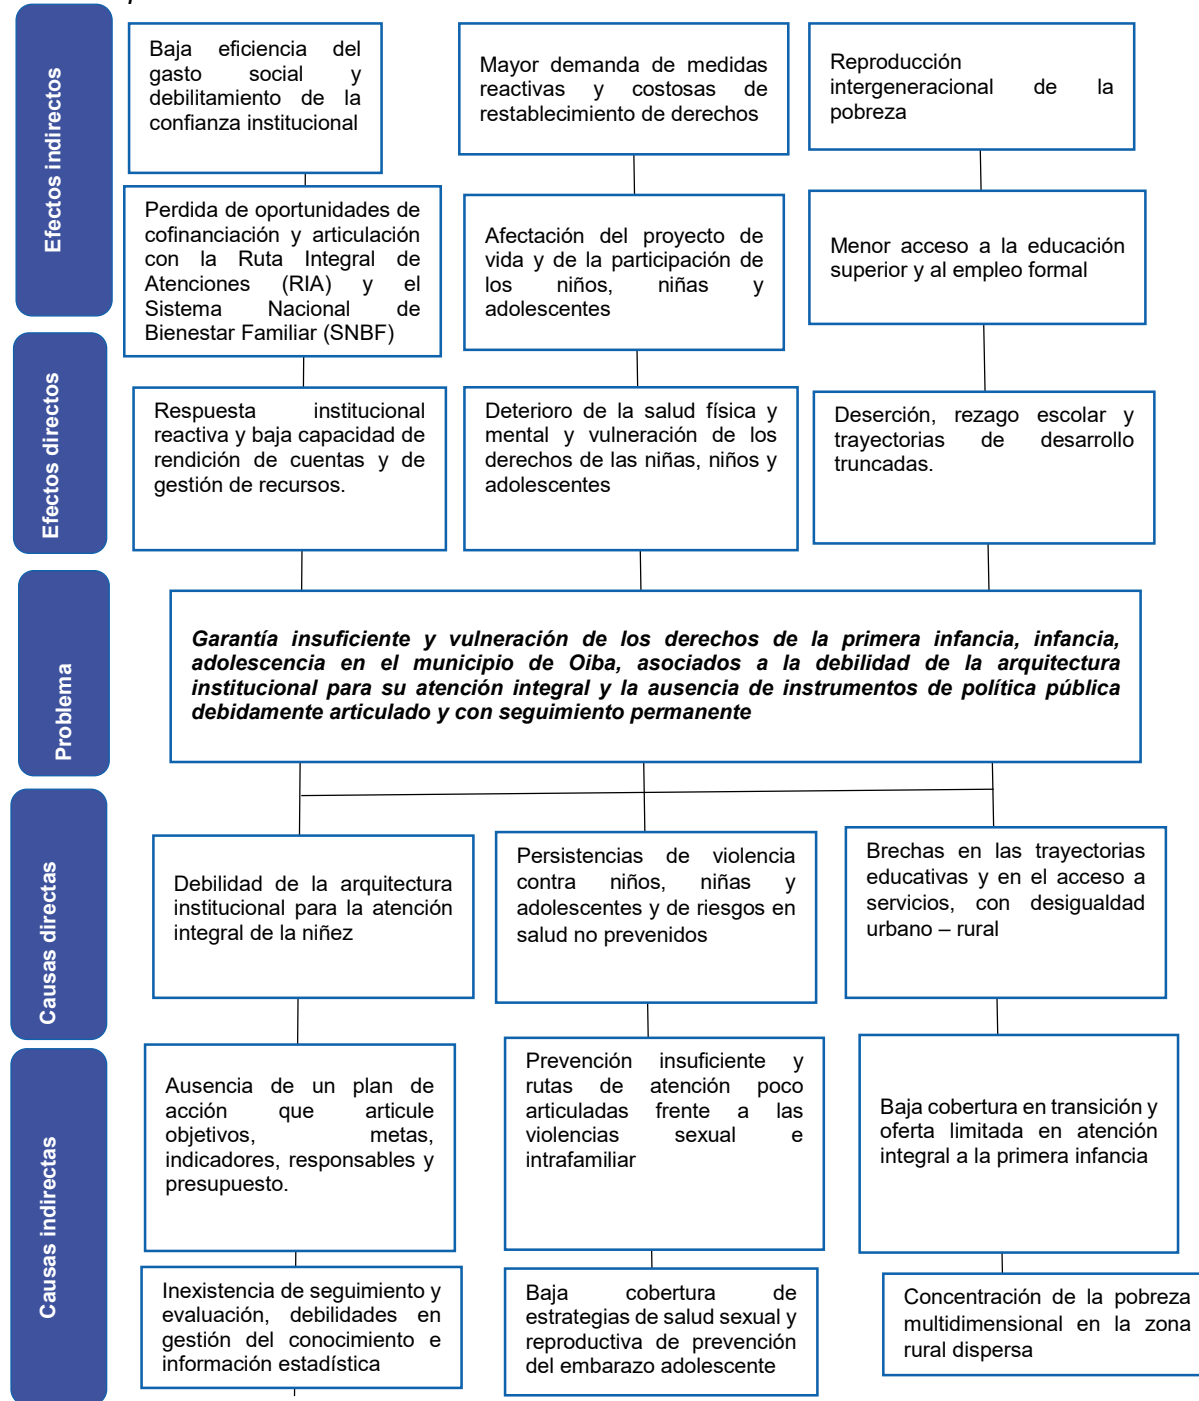 Efectos indirectos
Baja eficiencia del
gasto social y
debilitamiento de la
confianza institucional
Mayor demanda de medidas
reactivas y costosas de
restablecimiento de derechos
Reproducción
intergeneracional de la
pobreza
Perdida de oportunidades de
cofinanciación y articulación
con la Ruta Integral de
Atenciones (RIA) y el
Sistema Nacional de
Bienestar Familiar (SNBF)
Afectación del proyecto de
vida y de la participación de
los niños, niñas y
adolescentes
Menor acceso a la educación
superior y al empleo formal
Efectos directos
Respuesta institucional
reactiva y baja capacidad de
rendición de cuentas y de
gestión de recursos.
Deterioro de la salud física y
mental y vulneración de los
derechos de las niñas, niños y
adolescentes
Deserción, rezago escolar y
trayectorias de desarrollo
truncadas.
Problema
Garantía insuficiente y vulneración de los derechos de la primera infancia, infancia,
adolescencia en el municipio de Oiba, asociados a la debilidad de la arquitectura
institucional para su atención integral y la ausencia de instrumentos de política pública
debidamente articulado y con seguimiento permanente
Causas directas
Debilidad de la arquitectura
institucional para la atención
integral de la niñez
Persistencias de violencia
contra niños, niñas y
adolescentes y de riesgos en
salud no prevenidos
Brechas en las trayectorias
educativas y en el acceso a
servicios, con desigualdad
urbano – rural
Causas indirectas
Ausencia de un plan de
acción que articule
objetivos, metas,
indicadores, responsables y
presupuesto.
Prevención insuficiente y
rutas de atención poco
articuladas frente a las
violencias sexual e
intrafamiliar
Baja cobertura en transición y
oferta limitada en atención
integral a la primera infancia
Inexistencia de seguimiento y
evaluación, debilidades en
gestión del conocimiento e
información estadística
Baja cobertura de
estrategias de salud sexual y
reproductiva de prevención
del embarazo adolescente
Concentración de la pobreza
multidimensional en la zona
rural dispersa